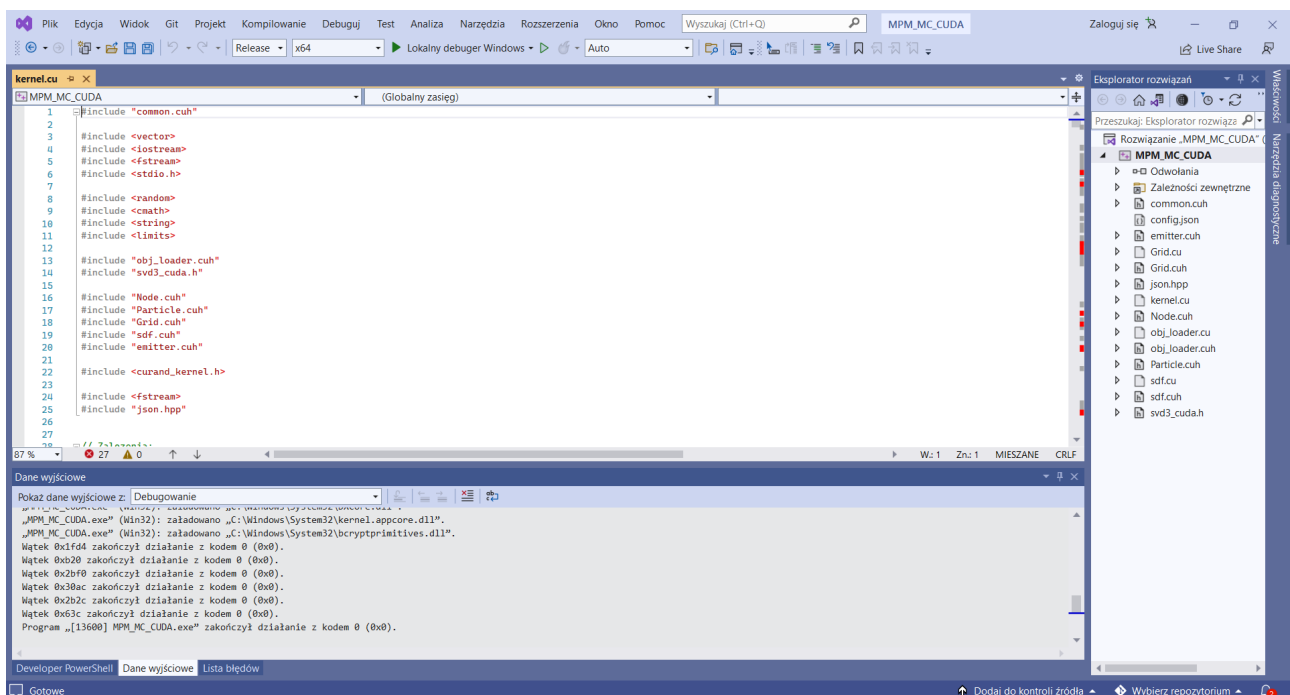 Plik Edycja Widok Git Projekt Kompilowanie Debuguj Test Analiza Narzędzia Rozszerzenia Okno Pomoc Wyszukaj (Ctrl+Q) MPM_MC_CUDA Zaloguj się
Release x64 Lokalny debuger Windows Auto Live Share
kernel.cu
MPM_MC_CUDA (Globalny zasięg)
1 #include "common.cuh"
2
3 #include <vector>
4 #include <iostream>
5 #include <fstream>
6 #include <stdio.h>
7
8 #include <random>
9 #include <cmath>
10 #include <string>
11 #include <limits>
12
13 #include "obj_loader.cuh"
14 #include "svd3_cuda.h"
15
16 #include "Node.cuh"
17 #include "Particle.cuh"
18 #include "Grid.cuh"
19 #include "sdf.cuh"
20 #include "emitter.cuh"
21
22 #include <curand_kernel.h>
23
24 #include <fstream>
25 #include "json.hpp"
26
27
87 % 27 0 W.: 1 Zn.: 1 MIESZANE CRLF
Dane wyjściowe
Pokaż dane wyjściowe z: Debugowanie
„MPM_MC_CUDA.exe” (Win32): załadowano „C:\Windows\System32\kernel.appcore.dll”.
„MPM_MC_CUDA.exe” (Win32): załadowano „C:\Windows\System32\bcryptprimitives.dll”.
Wątek 0x1fd4 zakończył działanie z kodem 0 (0x0).
Wątek 0xb20 zakończył działanie z kodem 0 (0x0).
Wątek 0x2bf0 zakończył działanie z kodem 0 (0x0).
Wątek 0x30ac zakończył działanie z kodem 0 (0x0).
Wątek 0x2b2c zakończył działanie z kodem 0 (0x0).
Wątek 0x63c zakończył działanie z kodem 0 (0x0).
Program „[13600] MPM_MC_CUDA.exe” zakończył działanie z kodem 0 (0x0).
Developer PowerShell Dane wyjściowe Lista błędów
Gotowe Dodaj do kontroli źródła Wybierz repozytorium 2
Eksplorator rozwiązań
Przeszukaj: Eksplorator rozwiąza
Rozwiązanie „MPM_MC_CUDA” (
MPM_MC_CUDA
Odwołania
Zależności zewnętrzne
common.cuh
config.json
emitter.cuh
Grid.cu
Grid.cuh
json.hpp
kernel.cu
Node.cuh
obj_loader.cu
obj_loader.cuh
Particle.cuh
sdf.cu
sdf.cuh
svd3_cuda.h
Właściwości
Narzędzia diagnostyczne